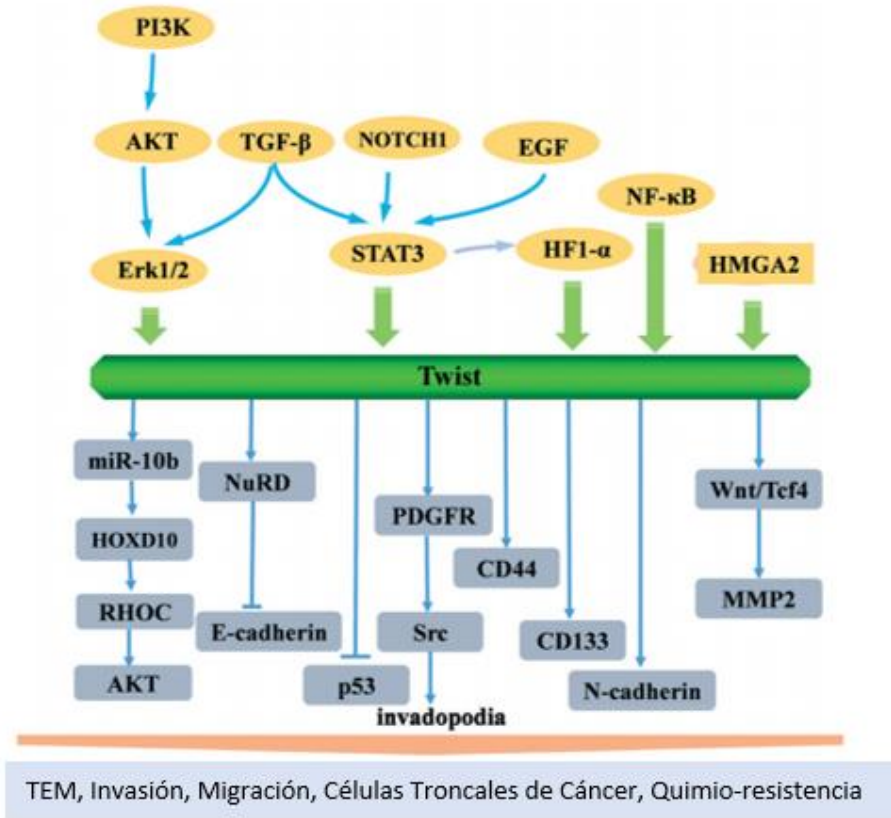 PI3K
AKT
TGF-β
NOTCH1
EGF
NF-κB
Erk1/2
STAT3
HF1-α
HMGA2
Twist
miR-10b
NuRD
Wnt/Tcf4
PDGFR
HOXD10
CD44
RHOC
E-cadherin
Src
CD133
MMP2
AKT
p53
N-cadherin
invadopodia
TEM, Invasión, Migración, Células Troncales de Cáncer, Quimio-resistencia